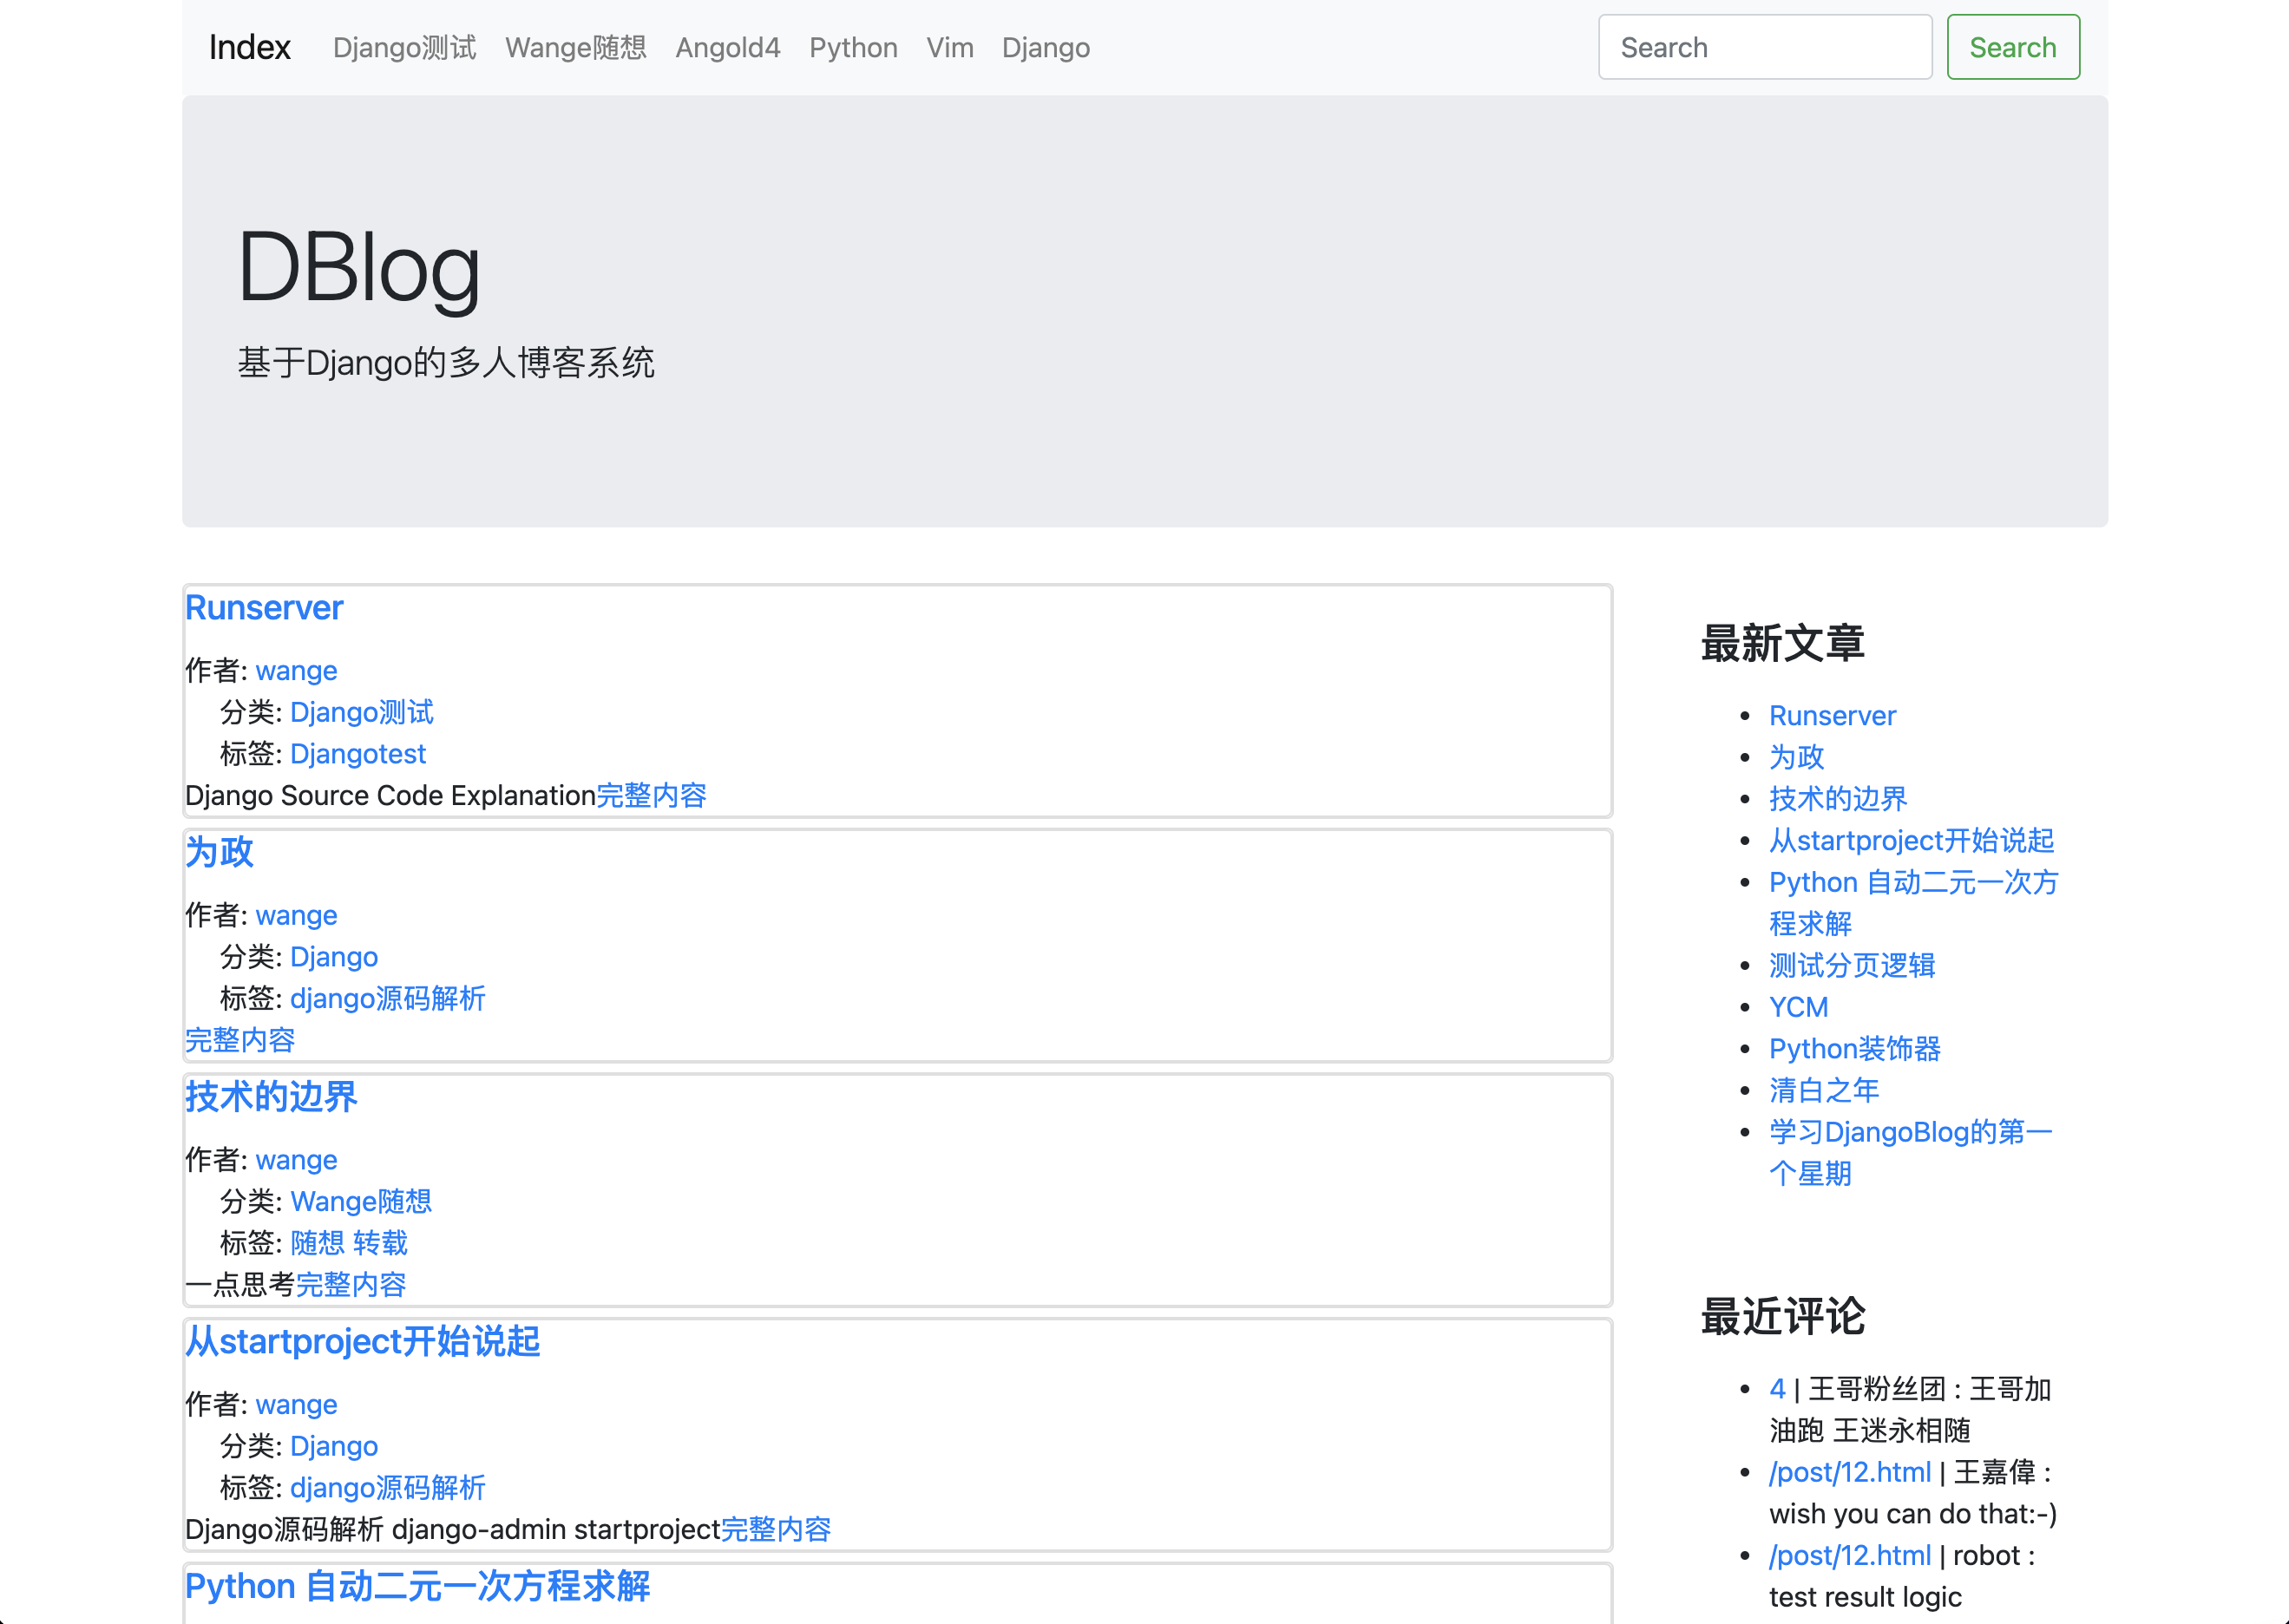 Index Django测试 Wange随想 Angold4 Python Vim Django Search Search
DBlog
基于Django的多人博客系统
Runserver
作者: wange
分类: Django测试
标签: Djangotest
Django Source Code Explanation完整内容
为政
作者: wange
分类: Django
标签: django源码解析
完整内容
技术的边界
作者: wange
分类: Wange随想
标签: 随想 转载
一点思考完整内容
从startproject开始说起
作者: wange
分类: Django
标签: django源码解析
Django源码解析 django-admin startproject完整内容
Python 自动二元一次方程求解
最新文章
Runserver
为政
技术的边界
从startproject开始说起
Python 自动二元一次方
程求解
测试分页逻辑
YCM
Python装饰器
清白之年
学习DjangoBlog的第一
个星期
最近评论
4 | 王哥粉丝团 : 王哥加
油跑 王迷永相随
/post/12.html | 王嘉偉 :
wish you can do that:-)
/post/12.html | robot :
test result logic